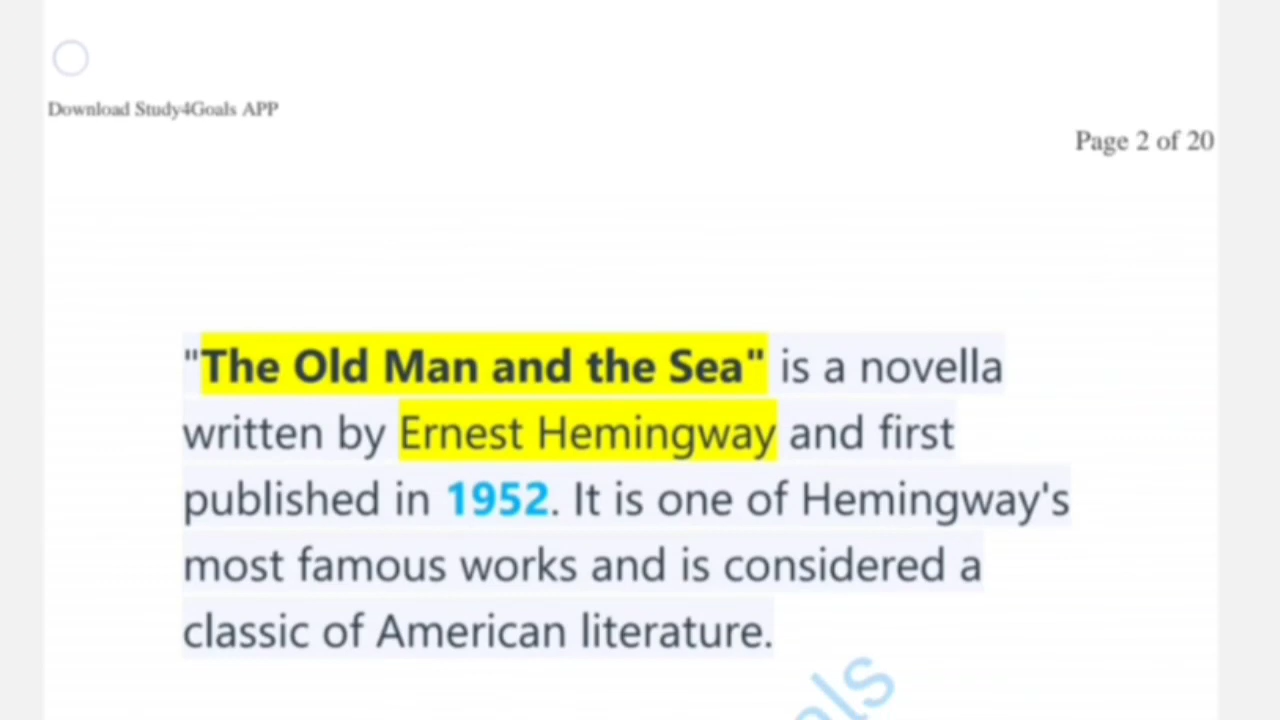 Download Study4Goals APP
Page 2 of 20
"The Old Man and the Sea" is a novella
written by Ernest Hemingway and first
published in 1952. It is one of Hemingway's
most famous works and is considered a
classic of American literature.
als